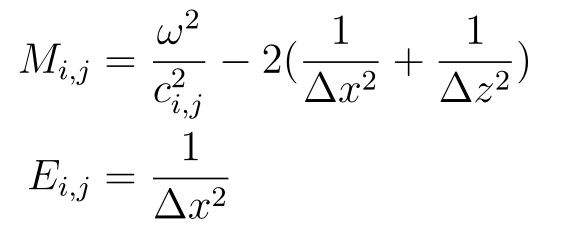 M_{i,j} = \frac{\omega^2}{c_{i,j}^2} - 2(\frac{1}{\Delta x^2} + \frac{1}{\Delta z^2})
E_{i,j} = \frac{1}{\Delta x^2}